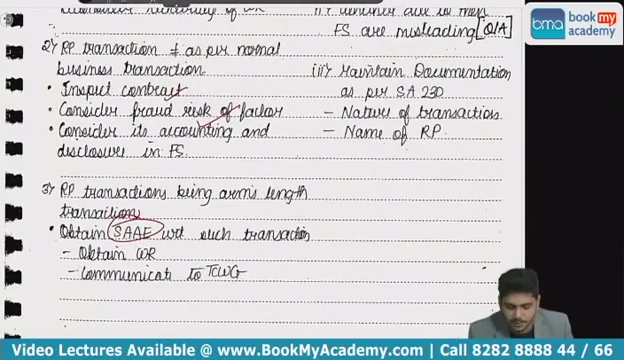 FS are misleading [Q/A]
2) RP transaction ≠ as per normal
business transaction
• Inspect contract
• Consider fraud risk of factor
• Consider its accounting and
disclosure in FS.
iii) Maintain Documentation
as per SA 230
- Nature of transactions
- Name of RP
3) RP transactions being arm's length
transaction
• Obtain SAAE wrt such transactions
- Obtain WR
- Communicate to TCWG
bma
book my
academy
Video Lectures Available @ www.BookMyAcademy.com | Call 8282 8888 44 / 66